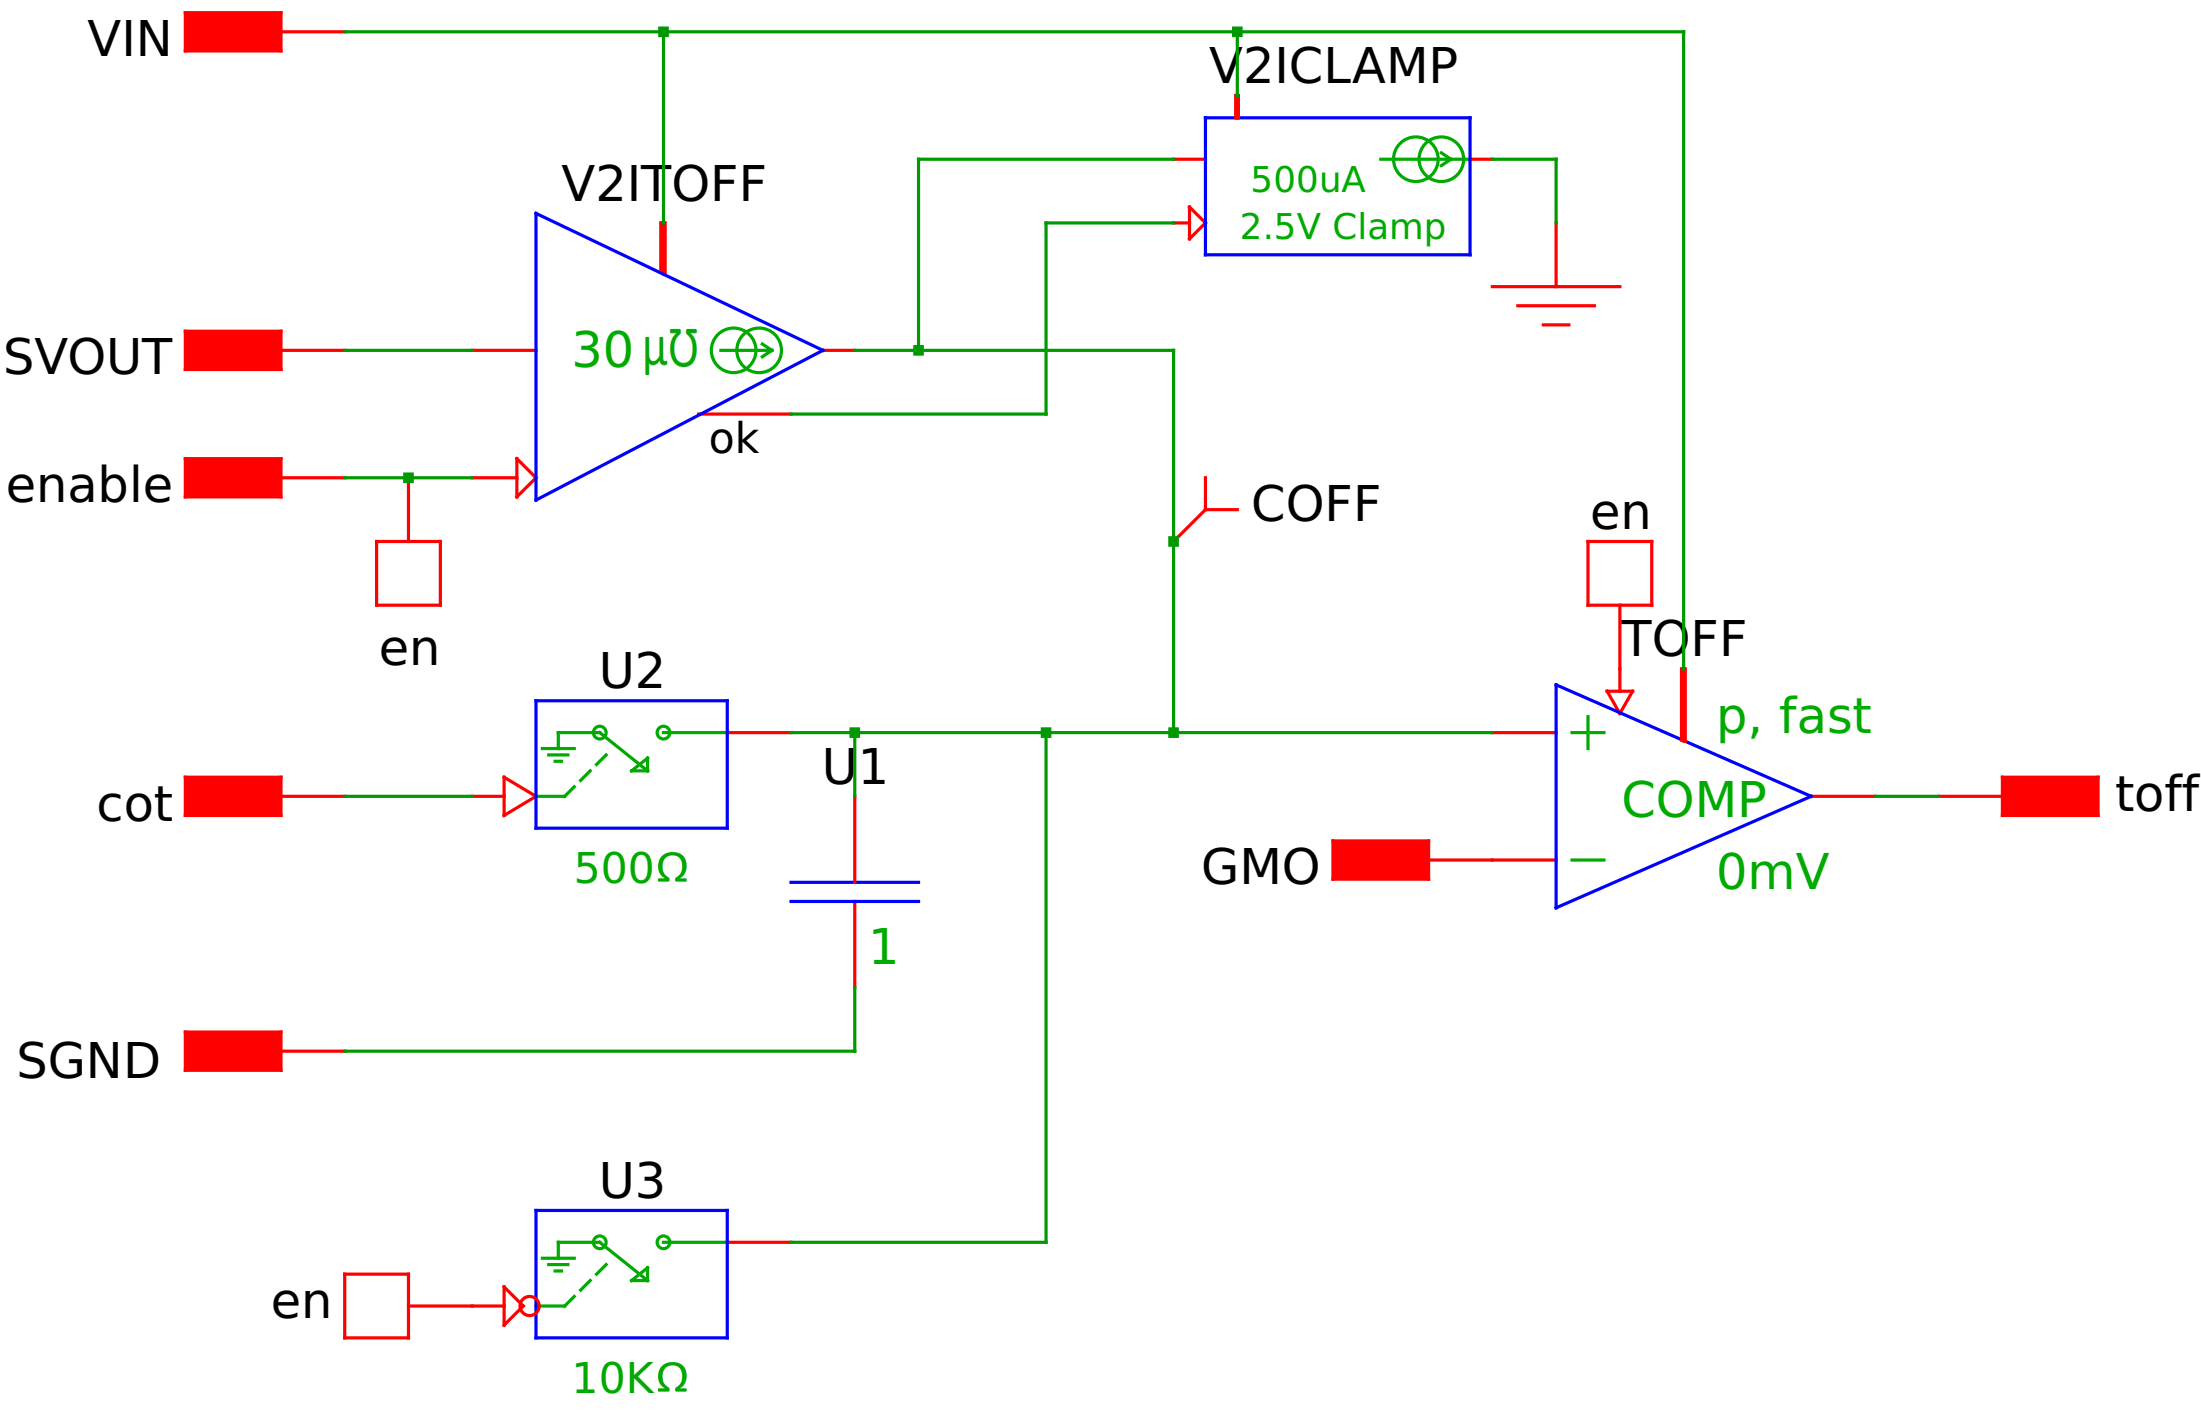 VIN
V2ICLAMP
500uA
2.5V Clamp
V2ITOFF
SVOUT
30 µ℧
ok
enable
en
COFF
en
TOFF
p, fast
U2
U1
cot
500Ω
COMP
toff
GMO
0mV
1
SGND
U3
en
10KΩ